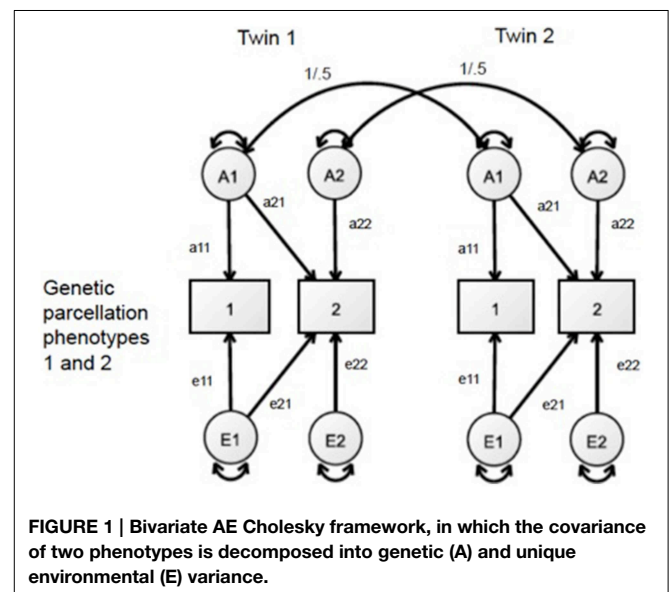 Twin 1
Twin 2
1/.5
1/.5
A1
A2
A1
A2
a21
a21
a22
a22
a11
a11
Genetic
parcellation
phenotypes
1 and 2
1
2
1
2
e11
e22
e11
e22
e21
e21
E1
E2
E1
E2
FIGURE 1 | Bivariate AE Cholesky framework, in which the covariance
of two phenotypes is decomposed into genetic (A) and unique
environmental (E) variance.